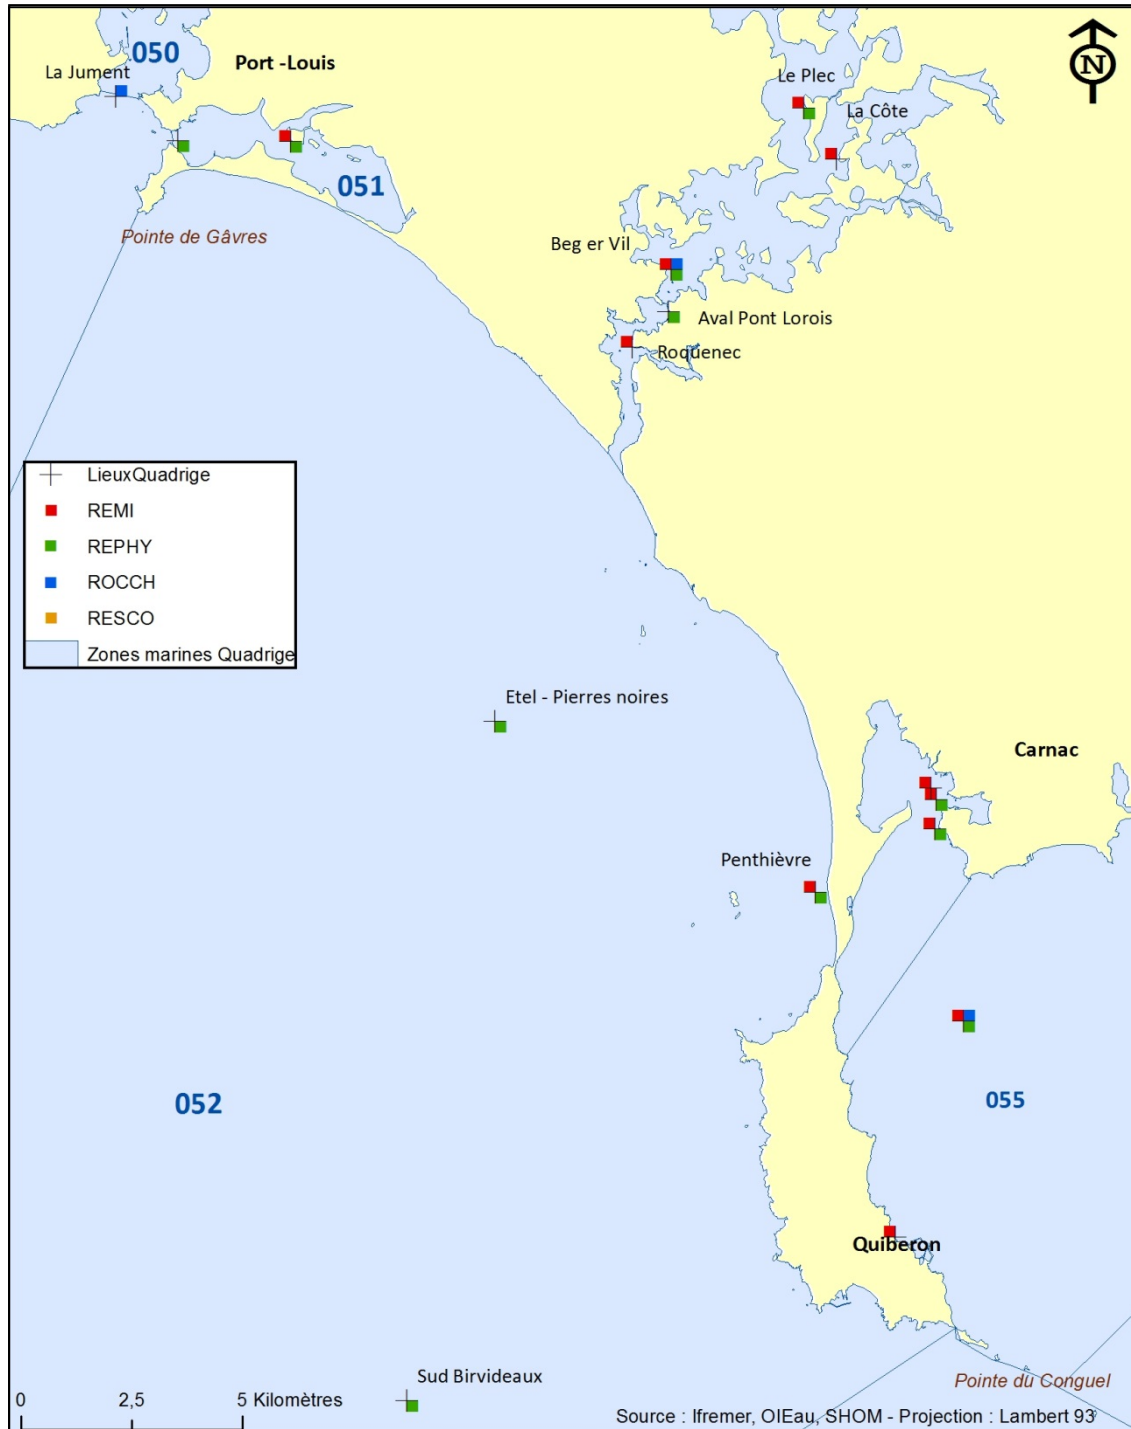 050
Port -Louis
La Jument
N
Le Plec
La Côte
051
Pointe de Gâvres
Beg er Vil
Aval Pont Lorois
Roquenec
LieuxQuadrige
REMI
REPHY
ROCCH
RESCO
Zones marines Quadrige
Etel - Pierres noires
Carnac
Penthièvre
052
055
Quiberon
Sud Birvideaux
Pointe du Conguel
0 2,5 5 Kilomètres
Source : Ifremer, OIEau, SHOM - Projection : Lambert 93